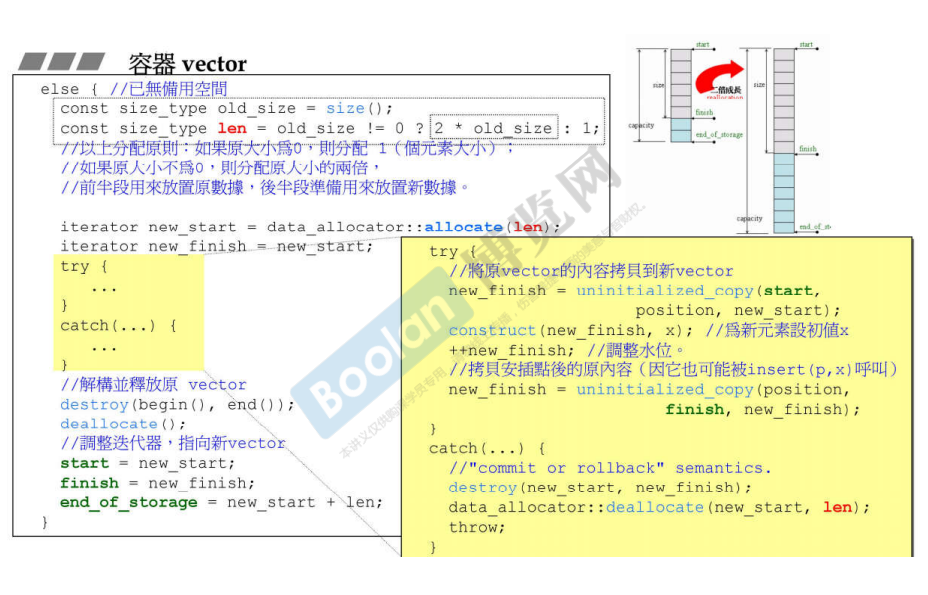 容器 vector
else { //已無備用空間
const size_type old_size = size();
const size_type len = old_size != 0 ? 2 * old_size : 1;
//以上分配原則：如果原大小為0，則分配 1（個元素大小）；
//如果原大小不為0，則分配原大小的兩倍，
//前半段用來放置原數據，後半段準備用來放置新數據。
iterator new_start = data_allocator::allocate(len);
iterator new_finish = new_start;
try {
...
}
catch(...) {
...
}
//解構並釋放原 vector
destroy(begin(), end());
deallocate();
//調整迭代器，指向新vector
start = new_start;
finish = new_finish;
end_of_storage = new_start + len;
}
try {
//將原vector的內容拷貝到新vector
new_finish = uninitialized_copy(start,
position, new_start);
construct(new_finish, x); //為新元素設初值x
++new_finish; //調整水位。
//拷貝安插點後的原內容（因它也可能被insert(p,x)呼叫）
new_finish = uninitialized_copy(position,
finish, new_finish);
}
catch(...) {
//"commit or rollback" semantics.
destroy(new_start, new_finish);
data_allocator::deallocate(new_start, len);
throw;
}
start
size
finish
capacity
end_of_storage
二倍成長
reallocation
start
size
finish
capacity
end_of_st
Boolan 博览网